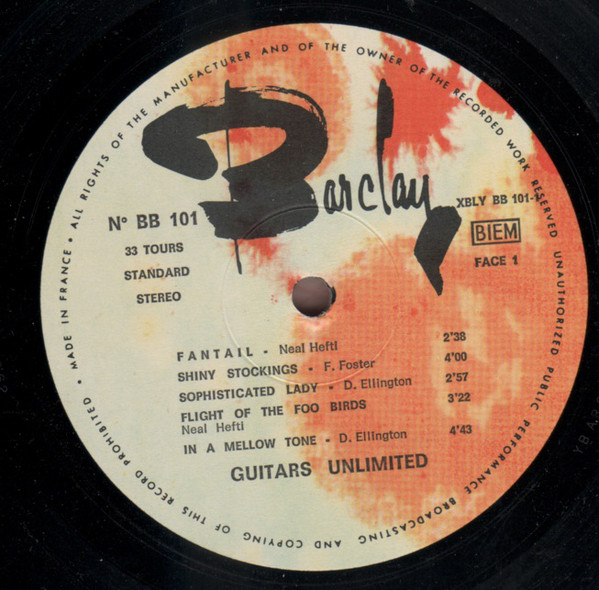 • MADE IN FRANCE • ALL RIGHTS OF THE MANUFACTURER AND OF THE OWNER OF THE RECORDED WORK RESERVED UNAUTHORIZED PUBLIC PERFORMANCE BROADCASTING AND COPYING OF THIS RECORD PROHIBITED
Barclay
Nº BB 101
33 TOURS
STANDARD
STEREO
XBLY BB 101-1
BIEM
FACE 1
FANTAIL • Neal Hefti 2'38
SHINY STOCKINGS • F. Foster 4'00
SOPHISTICATED LADY • D. Ellington 2'57
FLIGHT OF THE FOO BIRDS 3'22
Neal Hefti
IN A MELLOW TONE • D. Ellington 4'43
GUITARS UNLIMITED